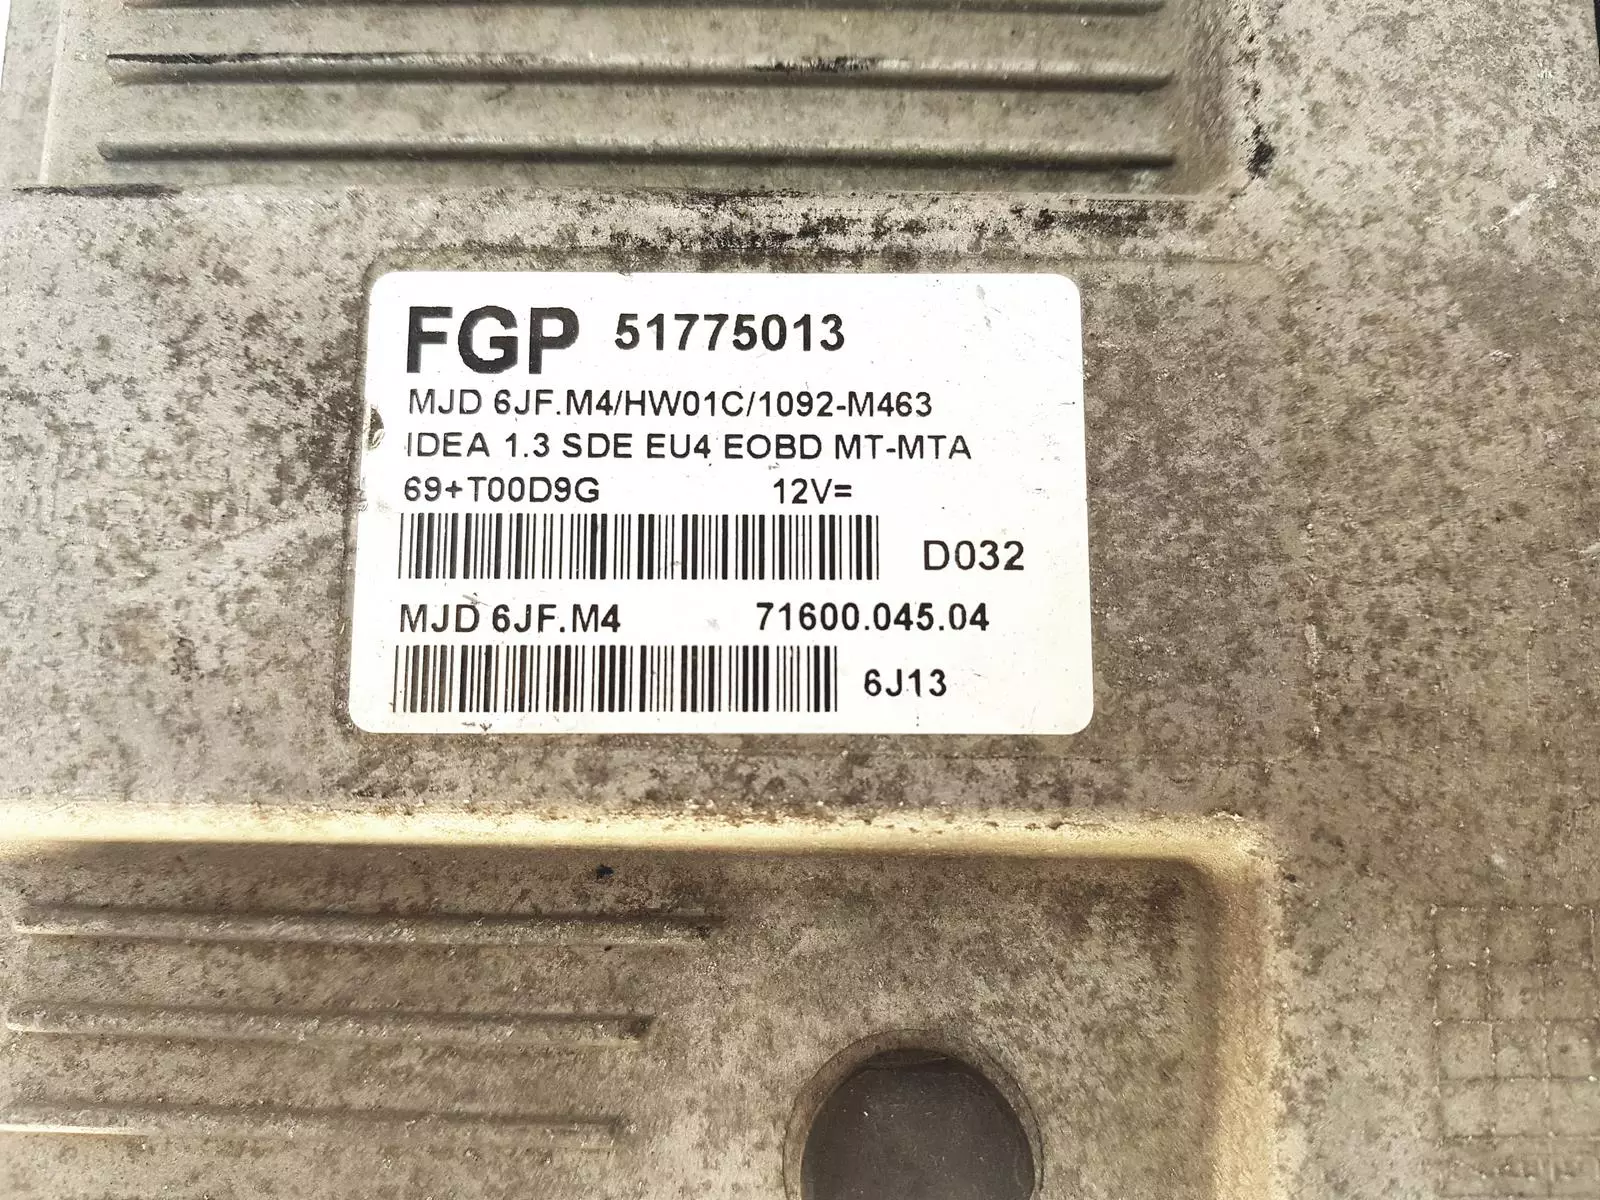 FGP 51775013
MJD 6JF.M4/HW01C/1092-M463
IDEA 1.3 SDE EU4 EOBD MT-MTA
69+T00D9G 12V=
D032
MJD 6JF.M4 71600.045.04
6J13